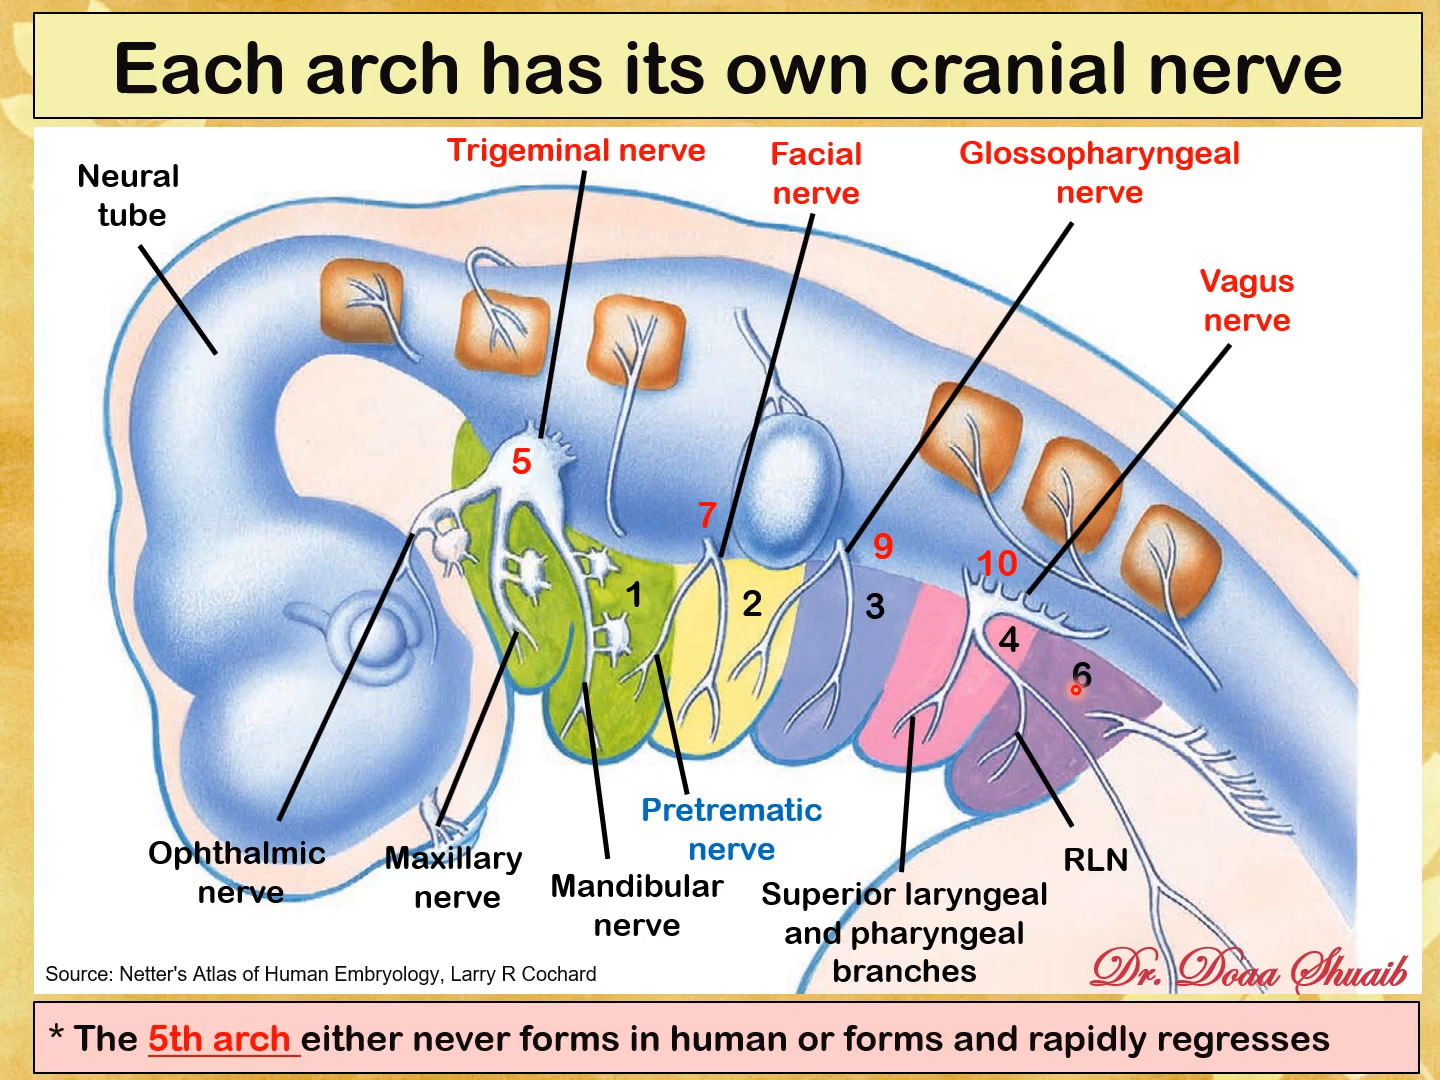 Each arch has its own cranial nerve
Neural
tube
Trigeminal nerve
Facial
nerve
Glossopharyngeal
nerve
Vagus
nerve
5
7
9
10
1
2
3
4
6
Ophthalmic
nerve
Maxillary
nerve
Mandibular
nerve
Pretrematic
nerve
Superior laryngeal
and pharyngeal
branches
RLN
Source: Netter's Atlas of Human Embryology, Larry R Cochard
Dr. Doaa Shuaib
* The 5th arch either never forms in human or forms and rapidly regresses